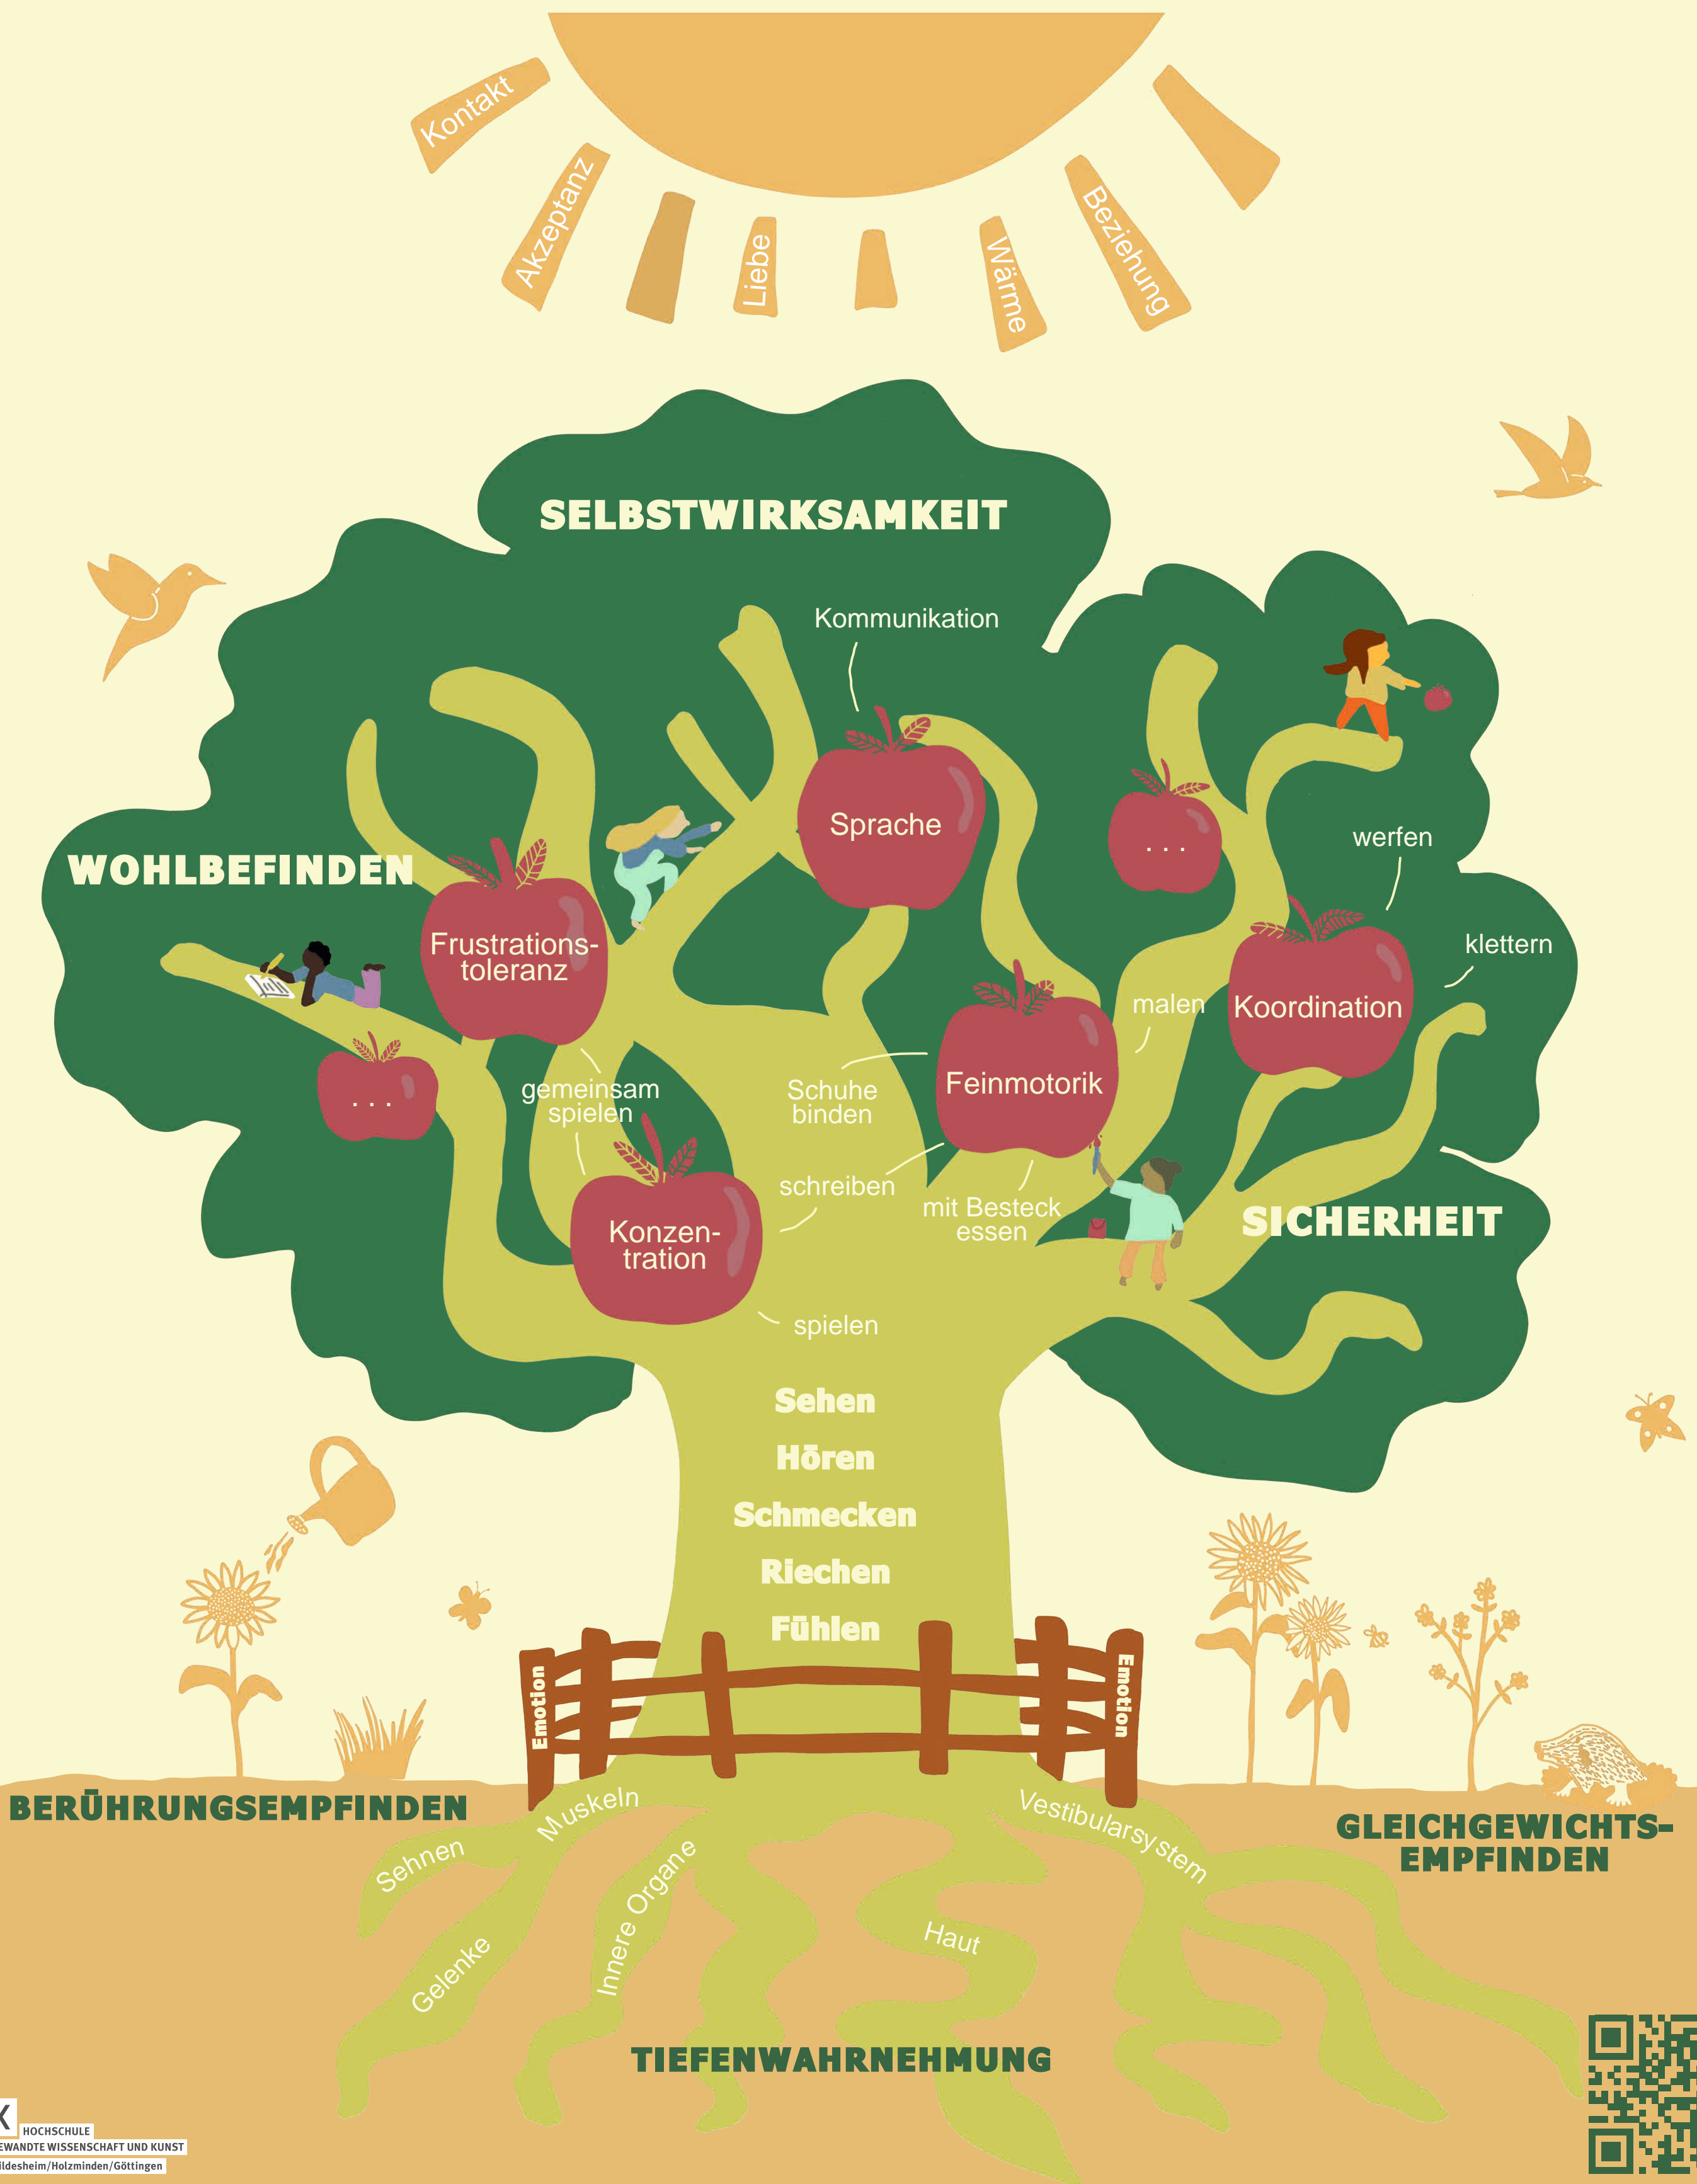 Kontakt
Akzeptanz
Liebe
Wärme
Beziehung
SELBSTWIRKSAMKEIT
Kommunikation
Sprache
werfen
WOHLBEFINDEN
Frustrations-
toleranz
klettern
malen
Koordination
. . .
. . .
gemeinsam
spielen
Schuhe
binden
Feinmotorik
schreiben
mit Besteck
essen
Konzen-
tration
SICHERHEIT
spielen
Sehen
Hören
Schmecken
Riechen
Fühlen
Emotion
Emotion
BERÜHRUNGSEMPFINDEN
Muskeln
Vestibularsystem
GLEICHGEWICHTS-
EMPFINDEN
Sehnen
Innere Organe
Gelenke
Haut
TIEFENWAHRNEHMUNG
K
HOCHSCHULE
EWANDTE WISSENSCHAFT UND KUNST
ildesheim/Holzminden/Göttingen